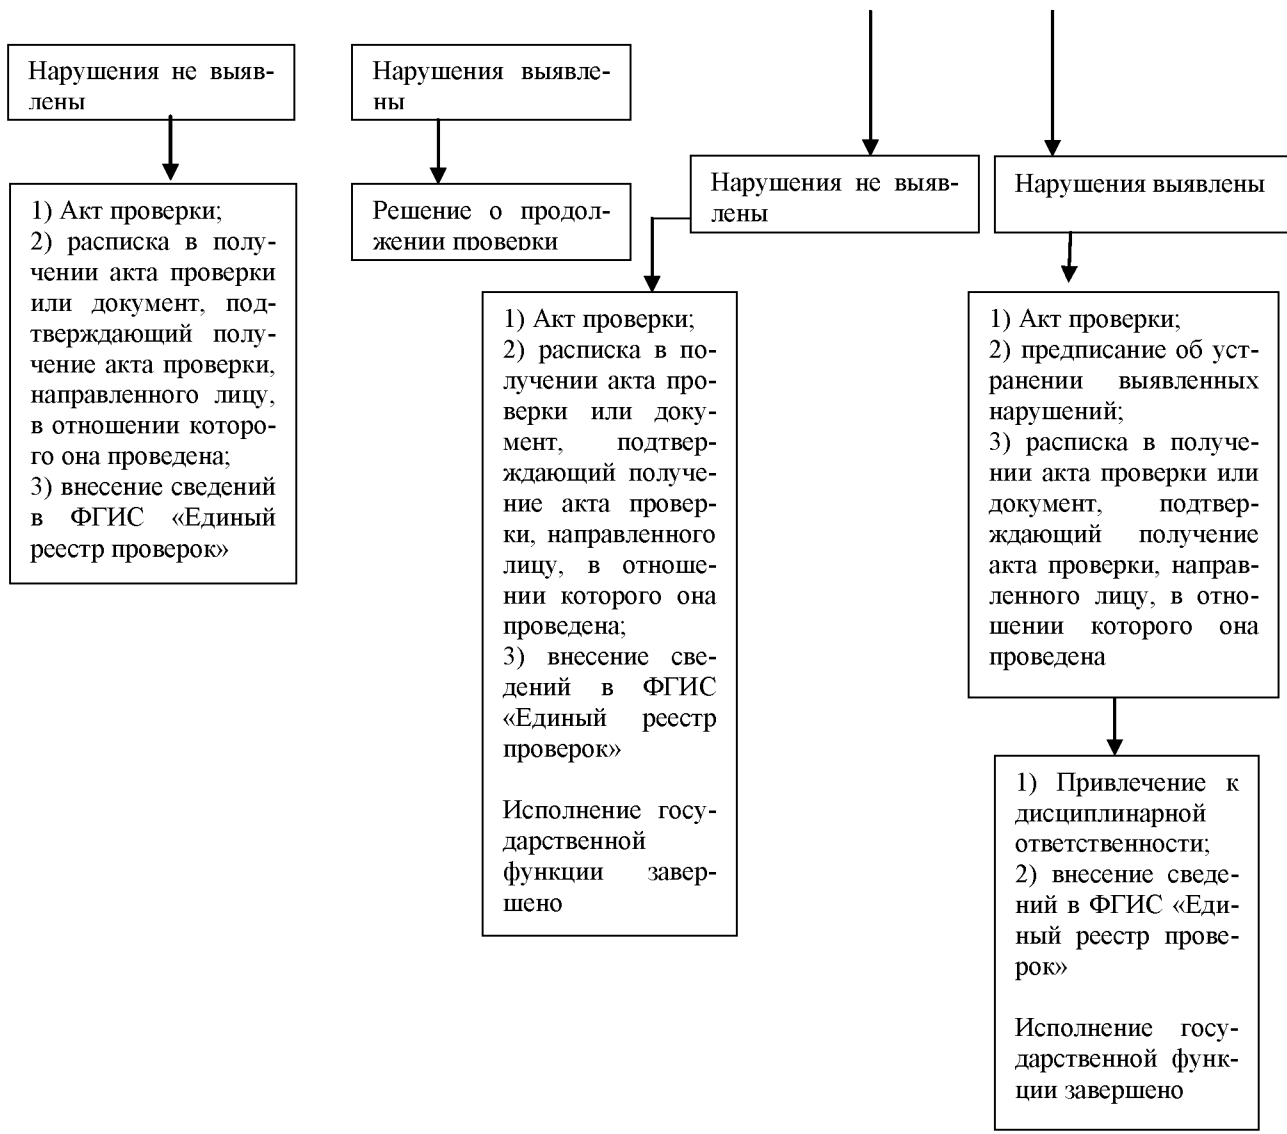 Нарушения не выяв-
лены
1) Акт проверки;
2) расписка в полу-
чении акта проверки
или документ, под-
тверждающий полу-
чение акта проверки,
направленного лицу,
в отношении которо-
го она проведена;
3) внесение сведений
в ФГИС «Единый
реестр проверок»
Нарушения выявле-
ны
Решение о продол-
жении проверки
Нарушения не выяв-
лены
1) Акт проверки;
2) расписка в по-
лучении акта про-
верки или доку-
мент, подтвер-
ждающий получе-
ние акта провер-
ки, направленного
лицу, в отноше-
нии которого она
проведена;
3) внесение све-
дений в ФГИС
«Единый реестр
проверок»
Исполнение госу-
дарственной
функции завер-
шено
Нарушения выявлены
1) Акт проверки;
2) предписание об уст-
ранении выявленных
нарушений;
3) расписка в получе-
нии акта проверки или
документ, подтвер-
ждающий получение
акта проверки, направ-
ленного лицу, в отно-
шении которого она
проведена
1) Привлечение к
дисциплинарной
ответственности;
2) внесение сведе-
ний в ФГИС «Еди-
ный реестр прове-
рок»
Исполнение госу-
дарственной функ-
ции завершено